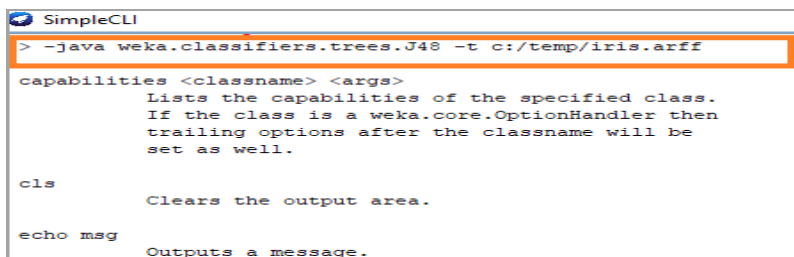 SimpleCLI
> -java weka.classifiers.trees.J48 -t c:/temp/iris.arff
capabilities <classname> <args>
Lists the capabilities of the specified class.
If the class is a weka.core.OptionHandler then
trailing options after the classname will be
set as well.
cls
Clears the output area.
echo msg
Outputs a message.